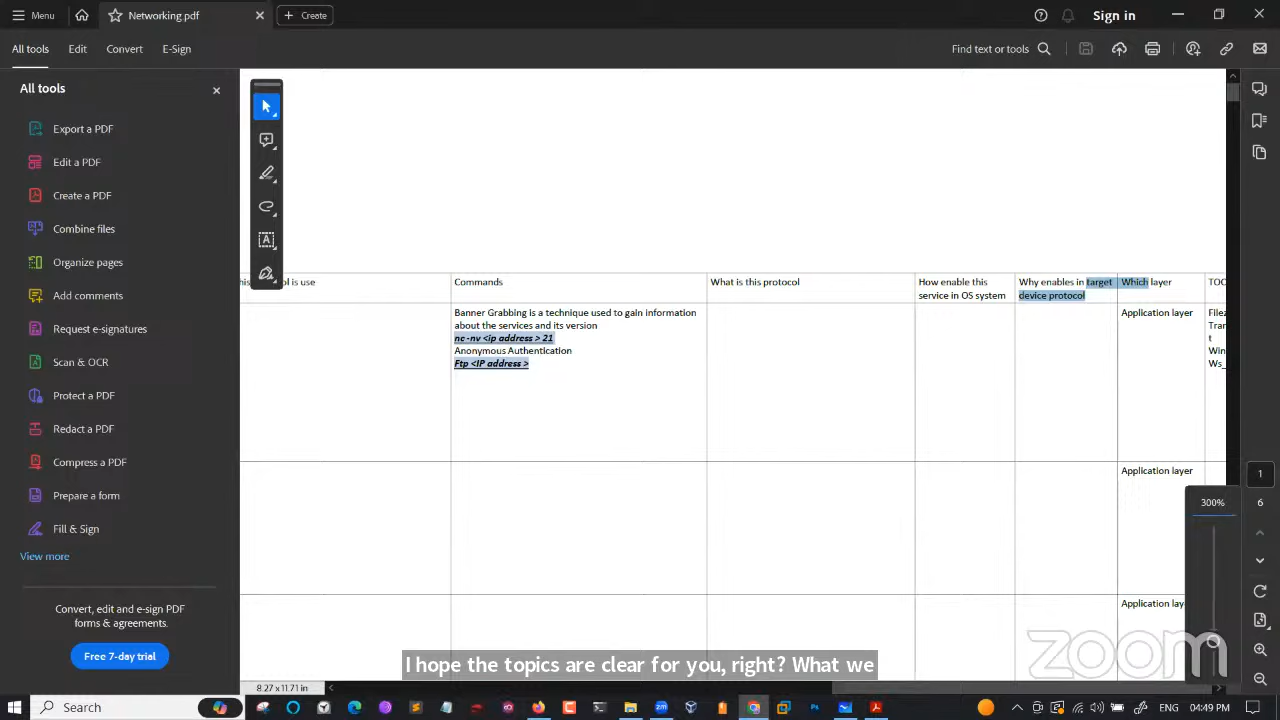 Menu
Networking.pdf
Create
Sign in
All tools
Edit
Convert
E-Sign
Find text or tools
All tools
Export a PDF
Edit a PDF
Create a PDF
Combine files
Organize pages
Add comments
Request e-signatures
Scan & OCR
Protect a PDF
Redact a PDF
Compress a PDF
Prepare a form
Fill & Sign
View more
Convert, edit and e-sign PDF
forms & agreements.
Free 7-day trial
is use
Commands
What is this protocol
How enable this
service in OS system
Why enables in target
device protocol
Which layer
Banner Grabbing is a technique used to gain information
about the services and its version
nc -nv <ip address > 21
Anonymous Authentication
Ftp <IP address >
Application layer
Application layer
Application lay
1
6
300%
I hope the topics are clear for you, right? What we
zoom
8.27 x 11.71 in
Search
ENG
04:49 PM